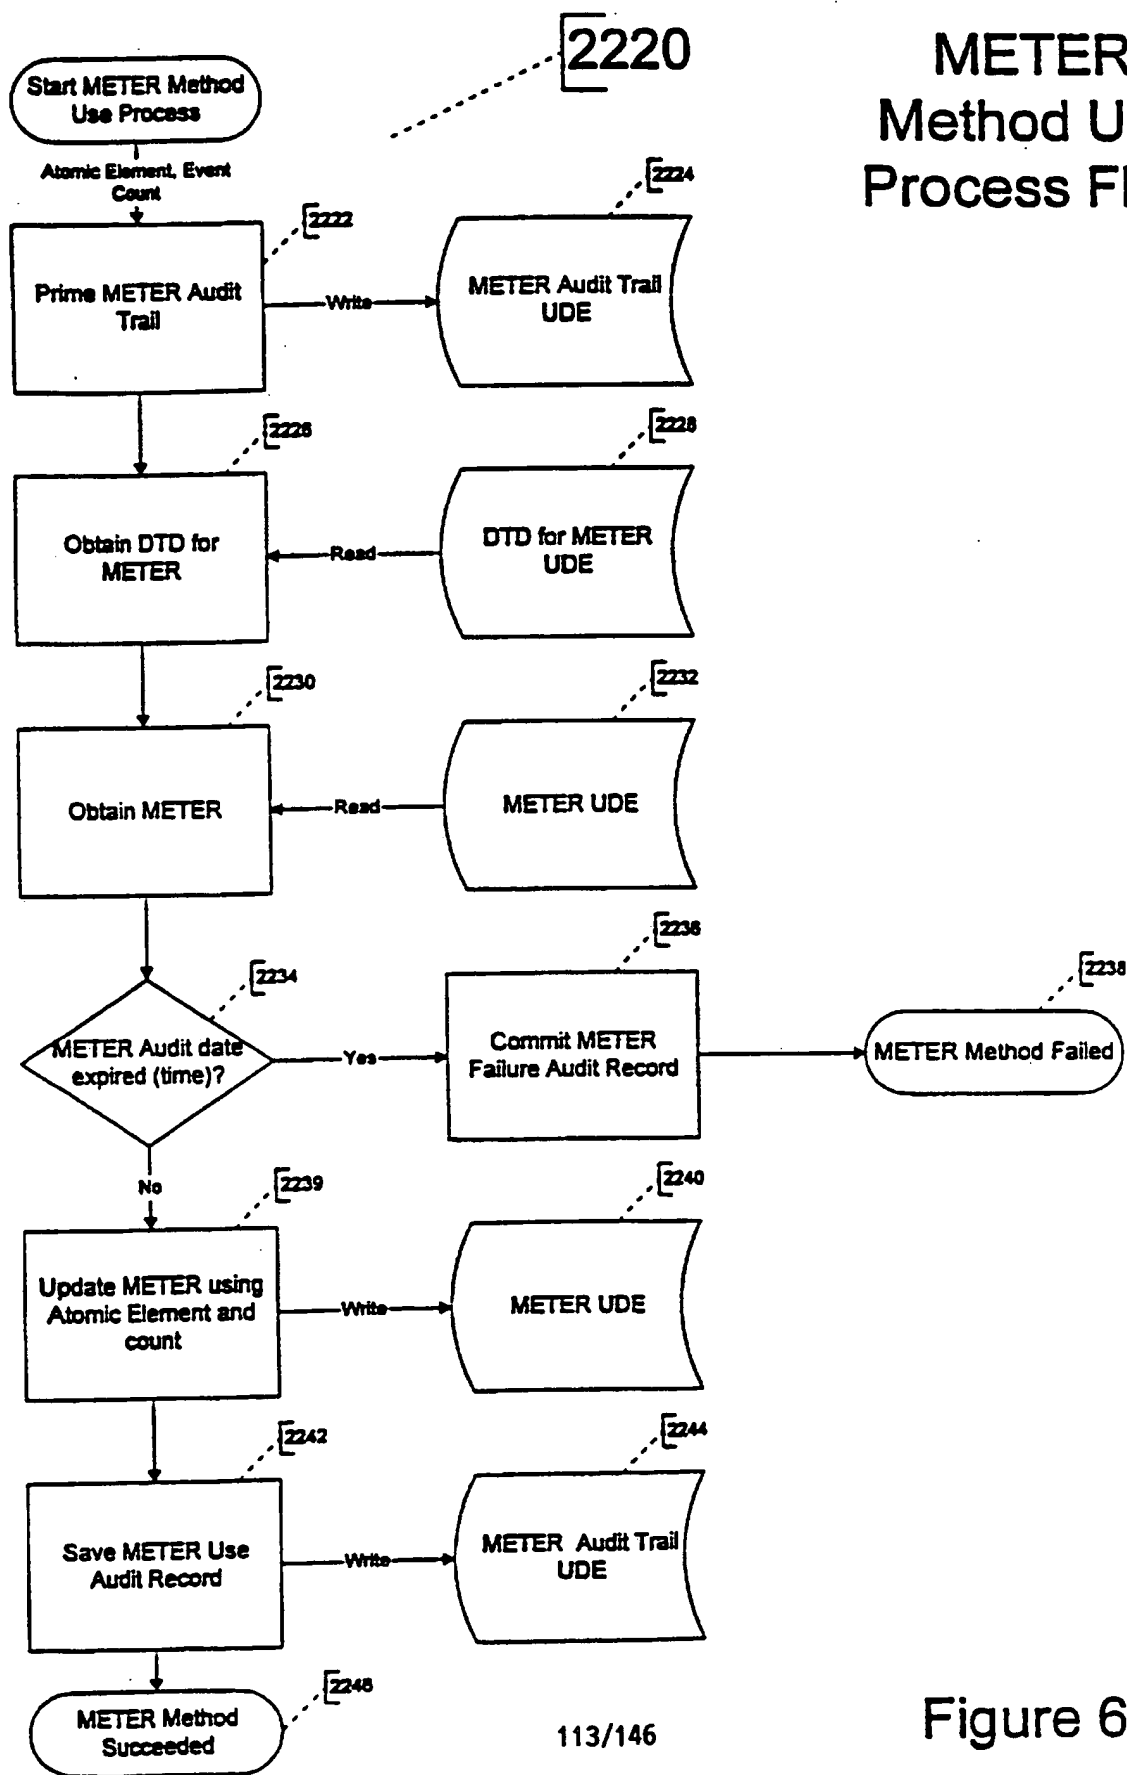 2220
METER
Method U
Process Fl
Start METER Method
Use Process
Atomic Element, Event
Count
2222
2224
Prime METER Audit
Trail
Write
METER Audit Trail
UDE
2226
2228
Obtain DTD for
METER
Read
DTD for METER
UDE
2230
2232
Obtain METER
Read
METER UDE
2234
2236
2238
METER Audit date
expired (time)?
Yes
Commit METER
Failure Audit Record
METER Method Failed
No
2239
2240
Update METER using
Atomic Element and
count
Write
METER UDE
2242
2244
Save METER Use
Audit Record
Write
METER Audit Trail
UDE
2246
METER Method
Succeeded
113/146
Figure 6